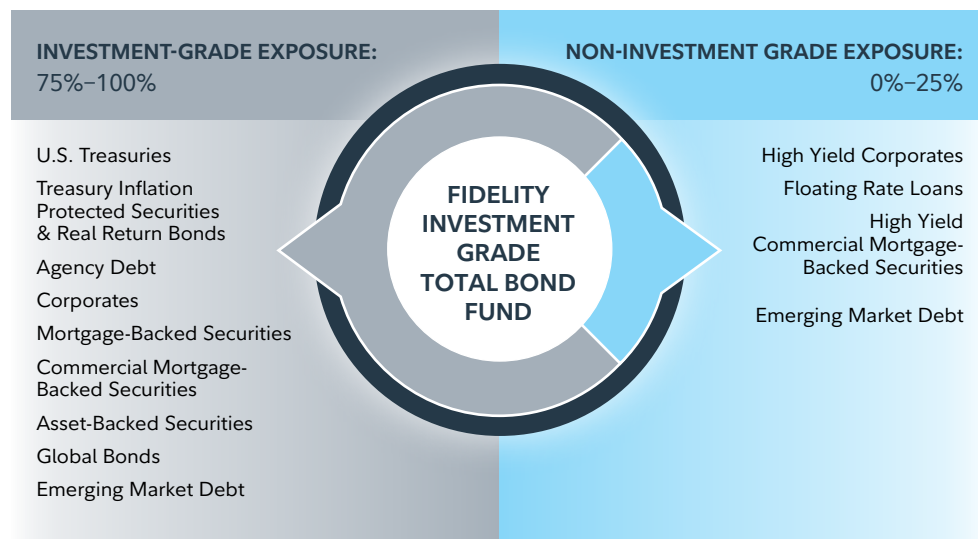 INVESTMENT-GRADE EXPOSURE:
75%–100%
U.S. Treasuries
Treasury Inflation
Protected Securities
& Real Return Bonds
Agency Debt
Corporates
Mortgage-Backed Securities
Commercial Mortgage-
Backed Securities
Asset-Backed Securities
Global Bonds
Emerging Market Debt
FIDELITY
INVESTMENT
GRADE
TOTAL BOND
FUND
NON-INVESTMENT GRADE EXPOSURE:
0%–25%
High Yield Corporates
Floating Rate Loans
High Yield
Commercial Mortgage-
Backed Securities
Emerging Market Debt